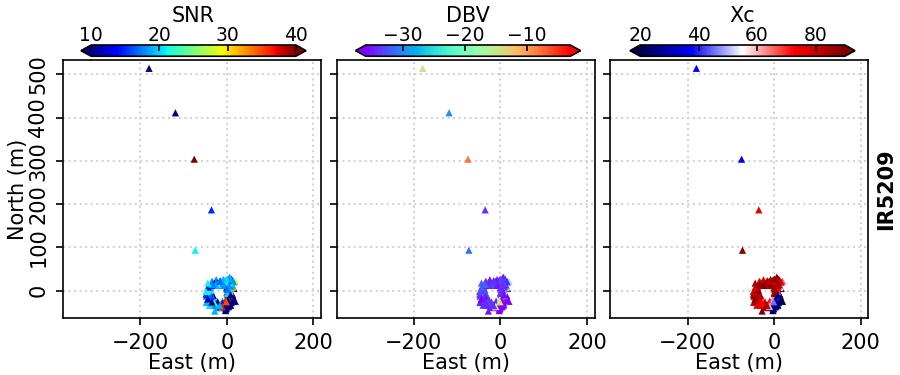 SNR DBV Xc
10 20 30 40 −30 −20 −10 20 40 60 80
500
400
300
200
100
0
North (m)
IR5209
−200 0 200 −200 0 200 −200 0 200
East (m) East (m) East (m)